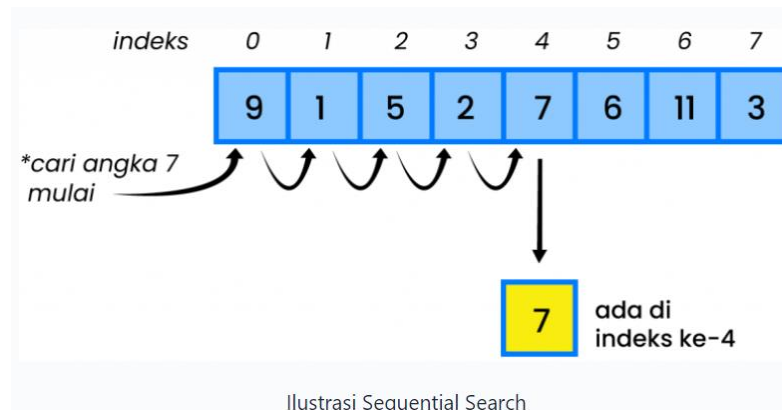 indeks 0 1 2 3 4 5 6 7
9 1 5 2 7 6 11 3
*cari angka 7
mulai
7
ada di
indeks ke-4
Ilustrasi Sequential Search